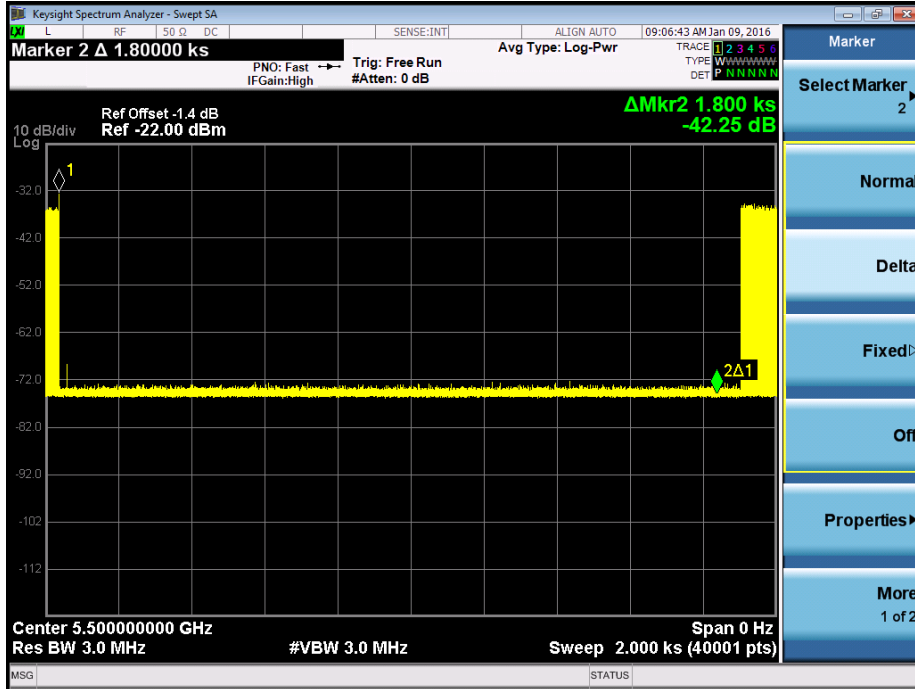 Keysight Spectrum Analyzer - Swept SA
LXI L RF 50 Ω DC SENSE:INT ALIGN AUTO 09:06:43 AM Jan 09, 2016
Marker 2 Δ 1.80000 ks
Avg Type: Log-Pwr
TRACE 1 2 3 4 5 6
TYPE WWWWWW
DET P N N N N N
PNO: Fast
IFGain:High
Trig: Free Run
#Atten: 0 dB
ΔMkr2 1.800 ks
-42.25 dB
Ref Offset -1.4 dB
10 dB/div Ref -22.00 dBm
Log
1
-32.0
-42.0
-52.0
-62.0
-72.0
2Δ1
-82.0
-92.0
-102
-112
Center 5.500000000 GHz Span 0 Hz
Res BW 3.0 MHz #VBW 3.0 MHz Sweep 2.000 ks (40001 pts)
MSG STATUS
Marker
Select Marker
2
Normal
Delta
Fixed
Off
Properties
More
1 of 2